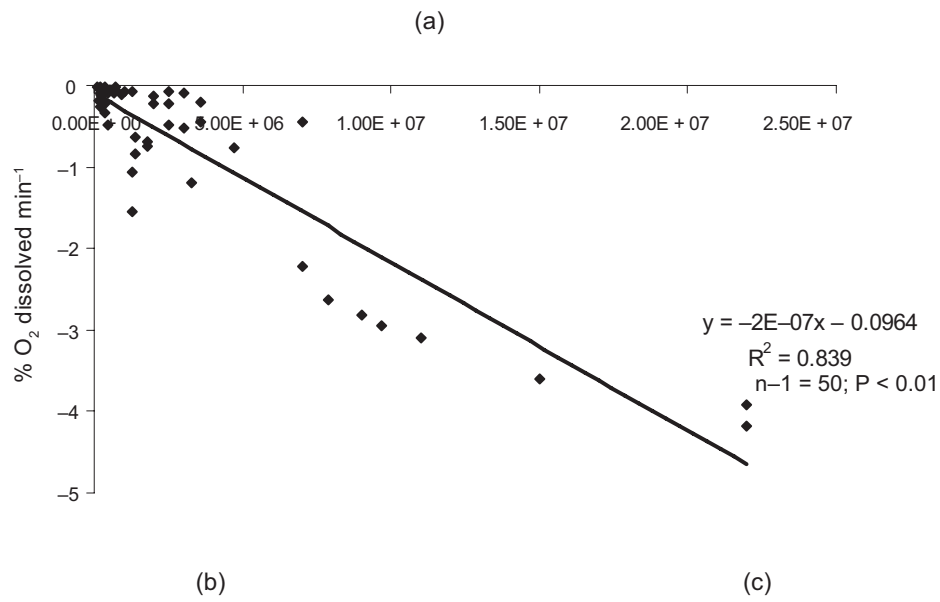 (a)
% O₂ dissolved min⁻¹
0
–1
–2
–3
–4
–5
0.00E + 00 5.00E + 06 1.00E + 07 1.50E + 07 2.00E + 07 2.50E + 07
y = –2E–07x – 0.0964
R² = 0.839
n–1 = 50; P < 0.01
(b) (c)